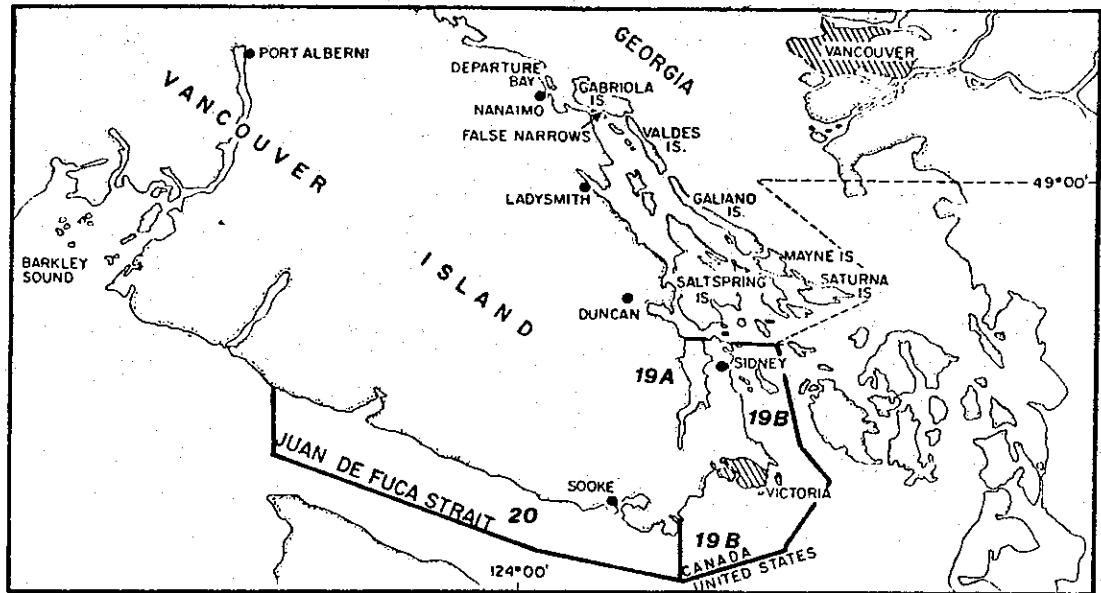 PORT ALBERNI
GEORGIA
VANCOUVER
VANCOUVER
DEPARTURE
BAY
GABRIOLA
IS.
NANAIMO
FALSE NARROWS
VALDES
IS.
49°00'
LADYSMITH
GALIANO
IS.
BARKLEY
SOUND
ISLAND
MAYNE IS
SALTSPRING
IS.
SATURNA
IS.
DUNCAN
SIDNEY
19A
19B
JUAN DE FUCA STRAIT 20
SOOKE
VICTORIA
19B
CANADA
UNITED STATES
124°00'